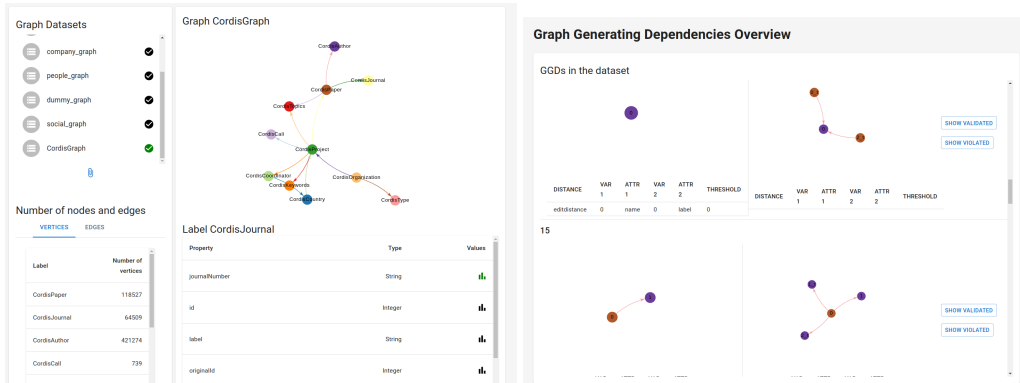 Graph Datasets
company_graph
people_graph
dummy_graph
social_graph
CordisGraph
Number of nodes and edges
VERTICES EDGES
Label Number of vertices
CordisPaper 118527
CordisJournal 64509
CordisAuthor 421274
CordisCall 739
Graph CordisGraph
CordisAuthor
CordisJournal
CordisPaper
CordisTopics
CordisCall
CordisProject
CordisCoordinator
CordisOrganization
CordisKeywords
CordisCountry
CordisType
Label CordisJournal
Property Type Values
journalNumber String
id Integer
label String
originalId Integer
Graph Generating Dependencies Overview
GGDs in the dataset
SHOW VALIDATED
SHOW VIOLATED
DISTANCE VAR 1 ATTR 1 VAR 2 ATTR 2 THRESHOLD
editdistance 0 name 0 label 0
DISTANCE VAR 1 ATTR 1 VAR 2 ATTR 2 THRESHOLD
15
SHOW VALIDATED
SHOW VIOLATED